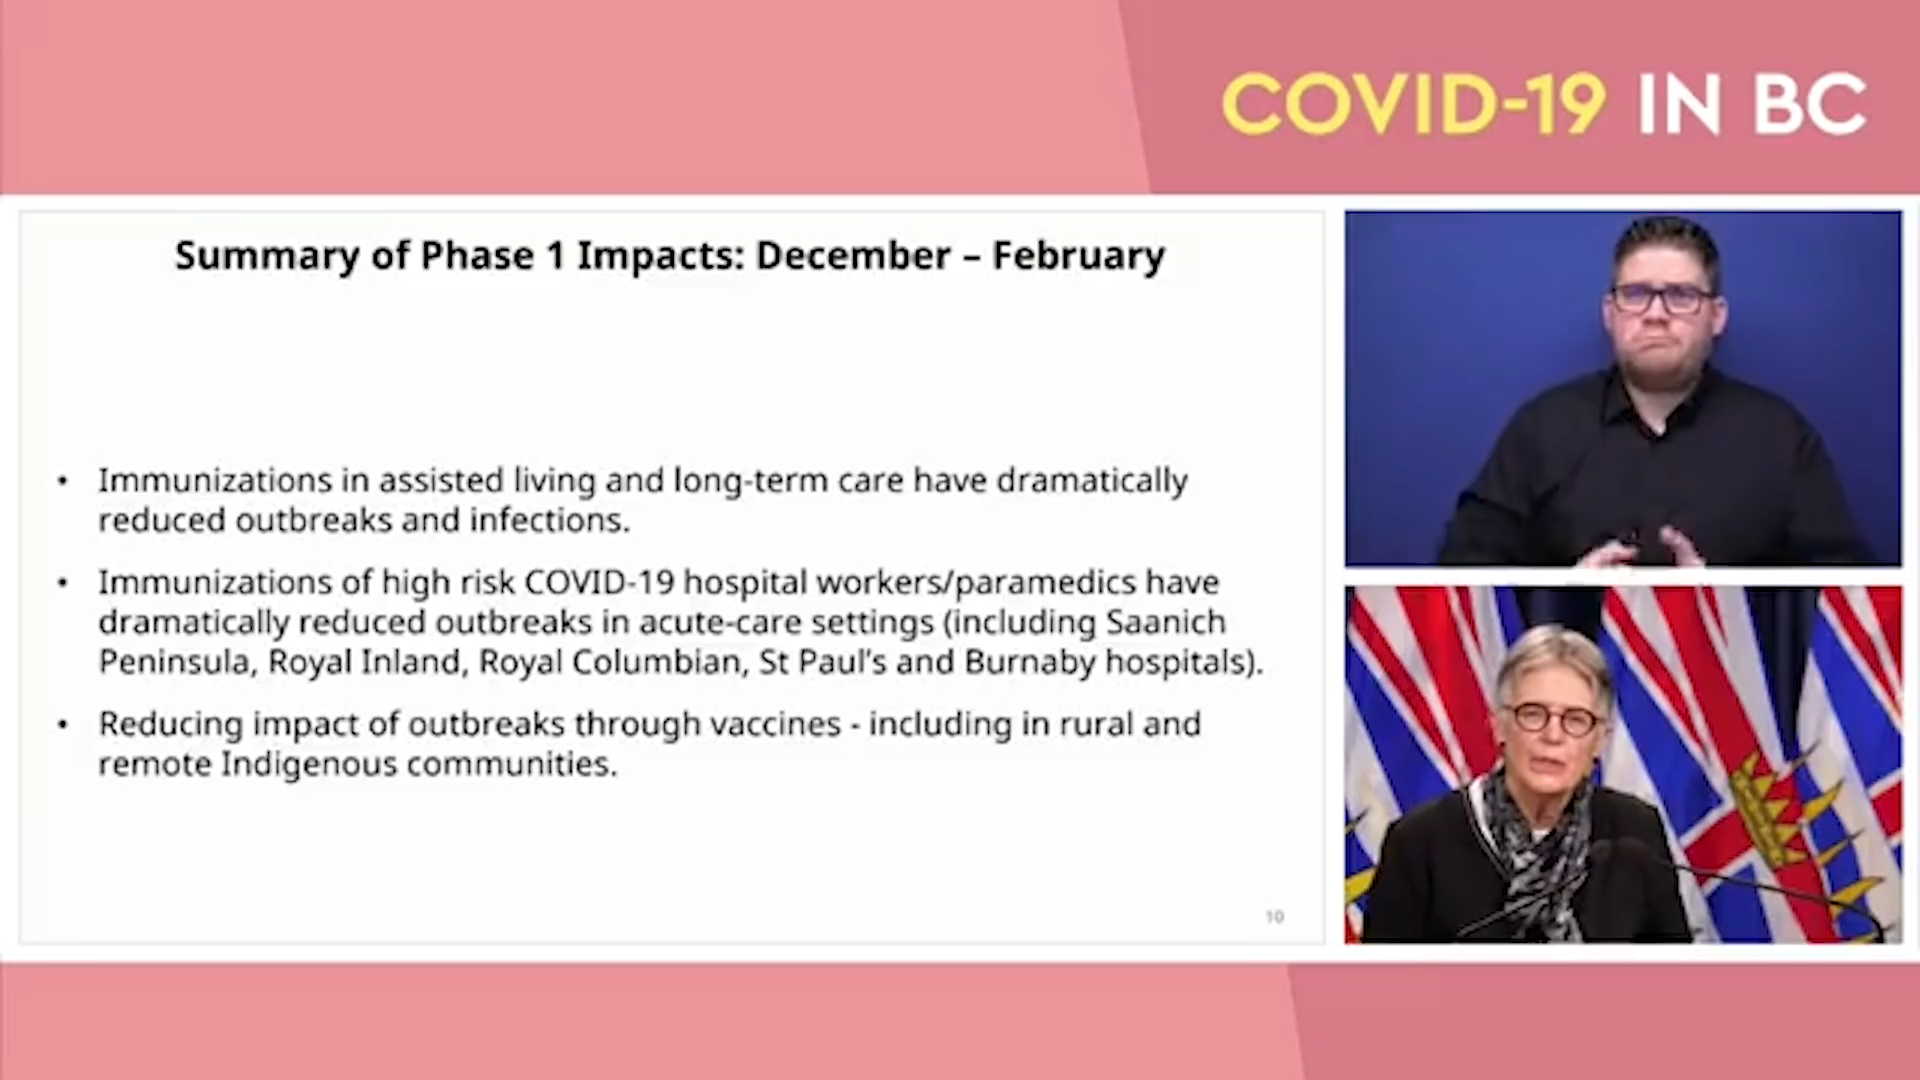 COVID-19 IN BC
Summary of Phase 1 Impacts: December – February
• Immunizations in assisted living and long-term care have dramatically
reduced outbreaks and infections.
• Immunizations of high risk COVID-19 hospital workers/paramedics have
dramatically reduced outbreaks in acute-care settings (including Saanich
Peninsula, Royal Inland, Royal Columbian, St Paul’s and Burnaby hospitals).
• Reducing impact of outbreaks through vaccines - including in rural and
remote Indigenous communities.
10